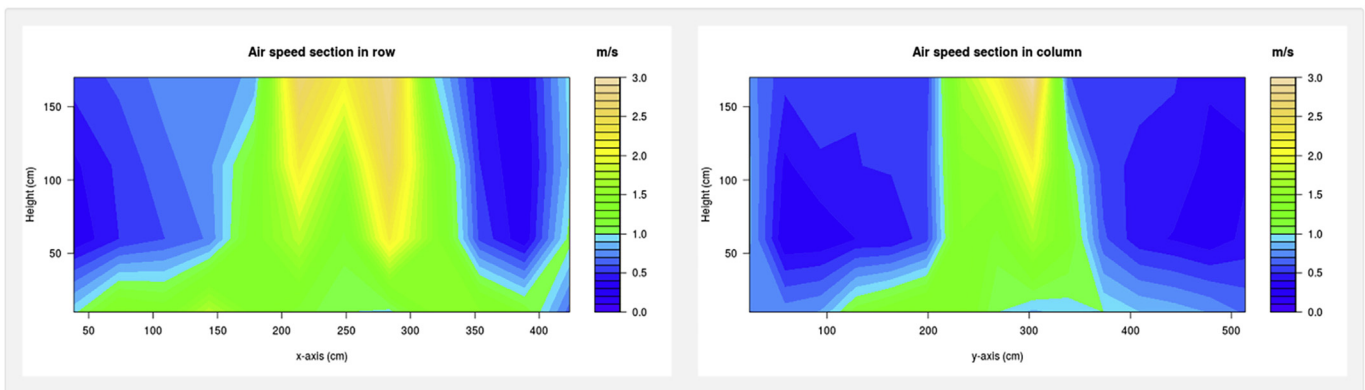 Air speed section in row
m/s
3.0
2.5
2.0
1.5
1.0
0.5
0.0
Height (cm)
150
100
50
50 100 150 200 250 300 350 400
x-axis (cm)
Air speed section in column
m/s
3.0
2.5
2.0
1.5
1.0
0.5
0.0
Height (cm)
150
100
50
100 200 300 400 500
y-axis (cm)